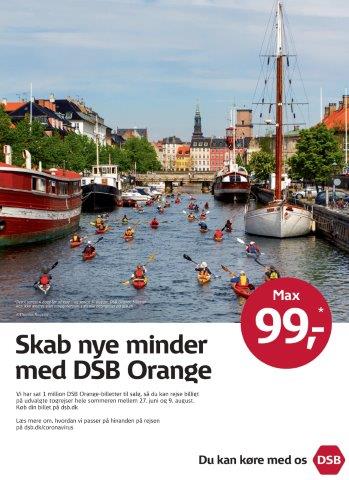 Max
99,-*
Skab nye minder
med DSB Orange
Vi har sat 1 million DSB Orange-billetter til salg, så du kan rejse billigt
på udvalgte togrejser hele sommeren mellem 27. juni og 9. august.
Køb din billet på dsb.dk
Læs mere om, hvordan vi passer på hinanden på rejsen
på dsb.dk/coronavirus
Du kan køre med os DSB